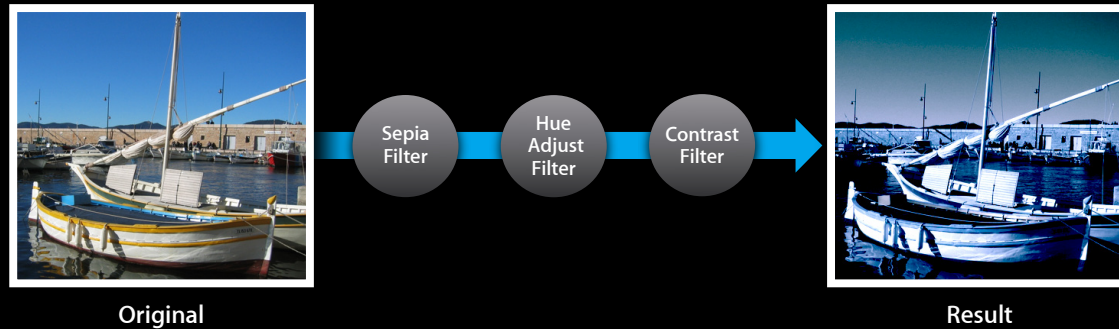 Sepia
Filter
Hue
Adjust
Filter
Contrast
Filter
Original
Result